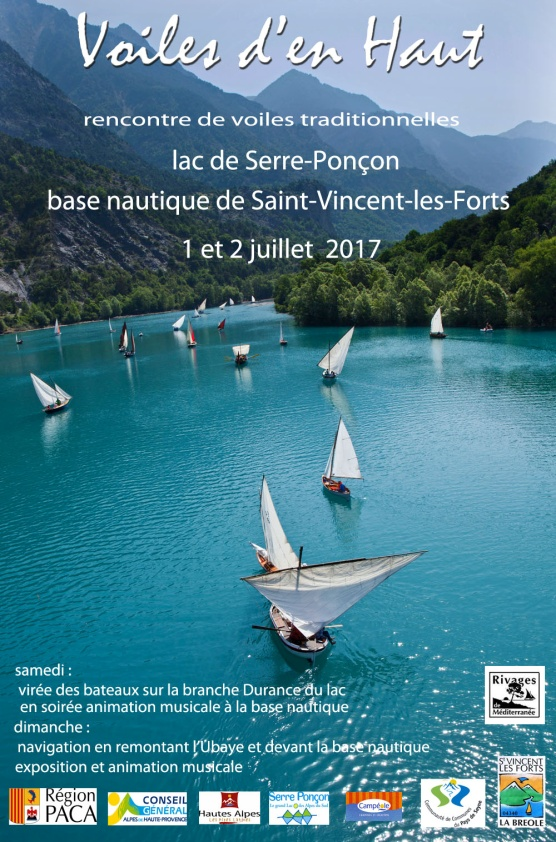 Voiles d'en Haut
rencontre de voiles traditionnelles
lac de Serre-Ponçon
base nautique de Saint-Vincent-les-Forts
1 et 2 juillet 2017
samedi :
virée des bateaux sur la branche Durance du lac
en soirée animation musicale à la base nautique
dimanche :
navigation en remontant l'Ubaye et devant la base nautique
exposition et animation musicale
Rivages
de
Méditerranée
Région
PACA
CONSEIL
GÉNÉRAL
ALPES DE HAUTE-PROVENCE
Hautes Alpes
Serre Ponçon
Campéole
Communauté de Communes
du Pays de Seyne
ST VINCENT
LES FORTS
04340
LA BREOLE